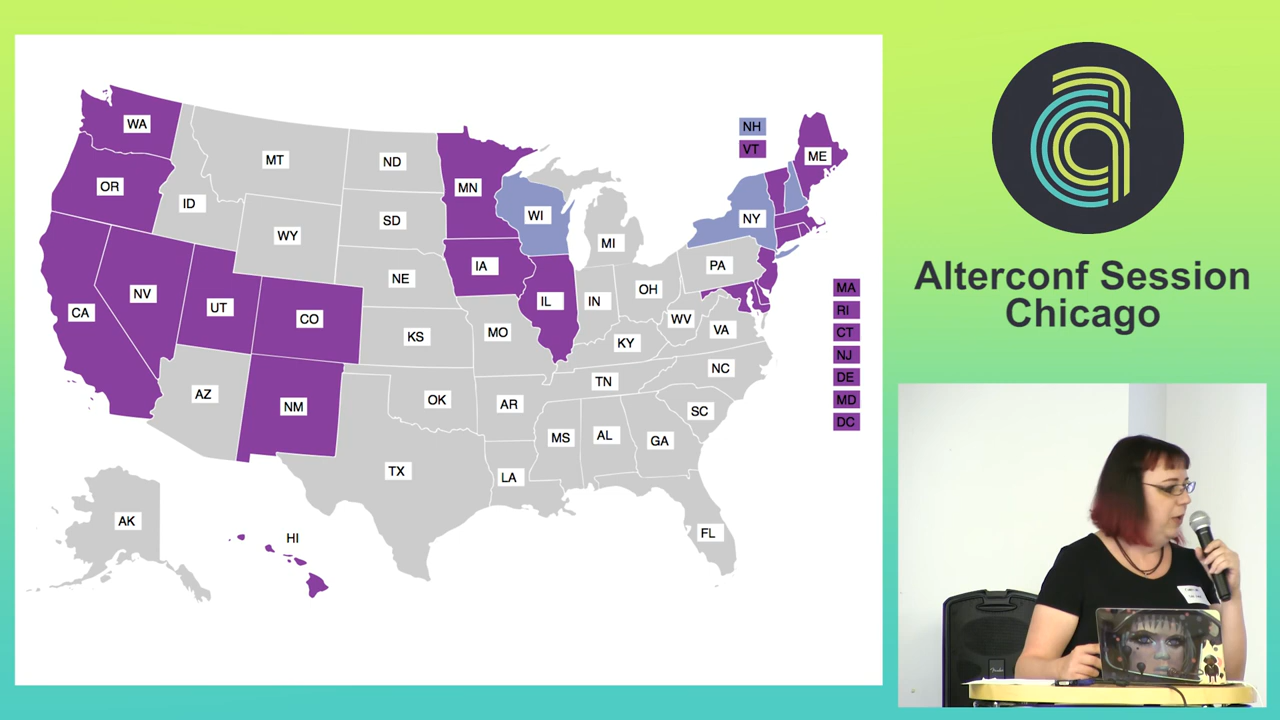 WA
MT
ND
MN
NH
VT
ME
OR
ID
SD
WI
NY
WY
MI
CA
NV
UT
CO
NE
IA
IL
IN
OH
PA
KS
MO
WV
VA
KY
MA
RI
CT
NJ
DE
MD
DC
AZ
NM
OK
AR
TN
NC
SC
TX
LA
MS
AL
GA
FL
AK
HI
Alterconf Session
Chicago